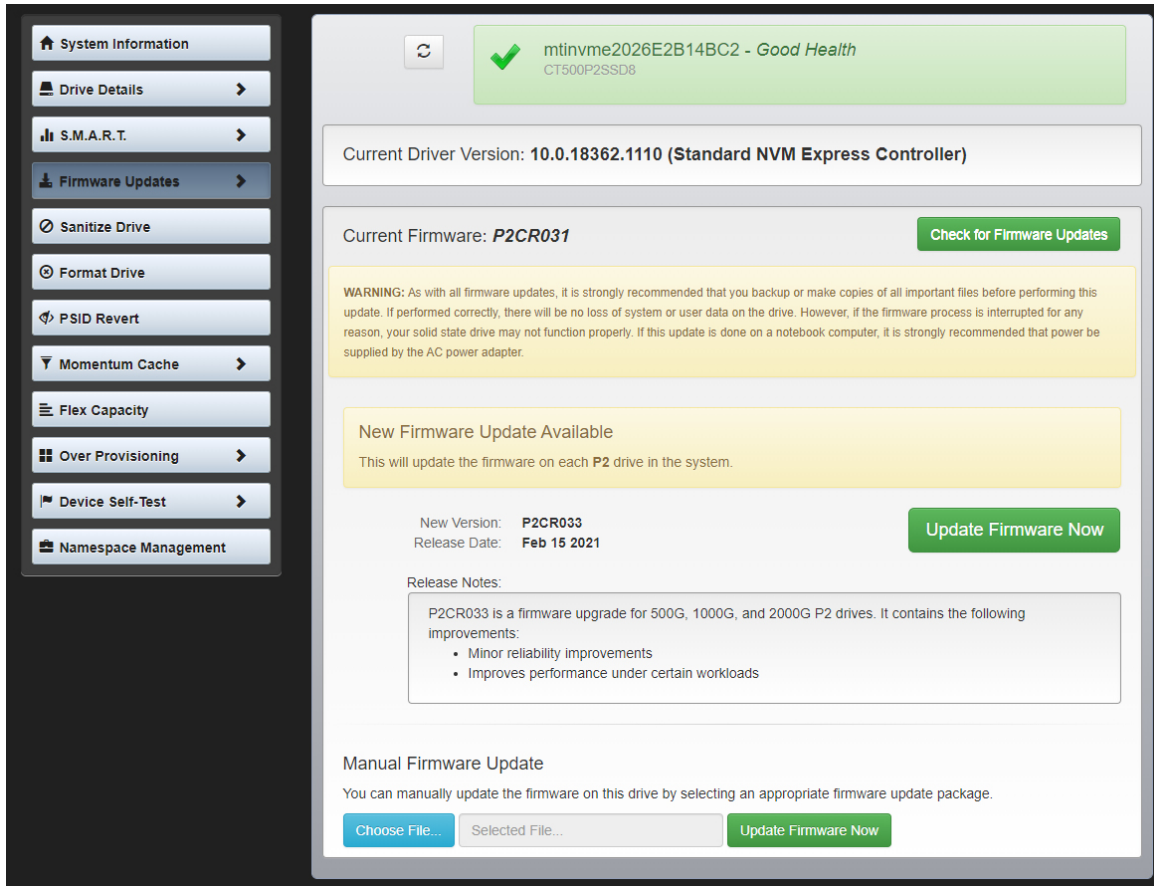 System Information
Drive Details
S.M.A.R.T.
Firmware Updates
Sanitize Drive
Format Drive
PSID Revert
Momentum Cache
Flex Capacity
Over Provisioning
Device Self-Test
Namespace Management
mtinvme2026E2B14BC2 - Good Health
CT500P2SSD8
Current Driver Version: 10.0.18362.1110 (Standard NVM Express Controller)
Current Firmware: P2CR031
Check for Firmware Updates
WARNING: As with all firmware updates, it is strongly recommended that you backup or make copies of all important files before performing this
update. If performed correctly, there will be no loss of system or user data on the drive. However, if the firmware process is interrupted for any
reason, your solid state drive may not function properly. If this update is done on a notebook computer, it is strongly recommended that power be
supplied by the AC power adapter.
New Firmware Update Available
This will update the firmware on each P2 drive in the system.
New Version: P2CR033
Release Date: Feb 15 2021
Update Firmware Now
Release Notes:
P2CR033 is a firmware upgrade for 500G, 1000G, and 2000G P2 drives. It contains the following
improvements:
• Minor reliability improvements
• Improves performance under certain workloads
Manual Firmware Update
You can manually update the firmware on this drive by selecting an appropriate firmware update package.
Choose File... Selected File... Update Firmware Now